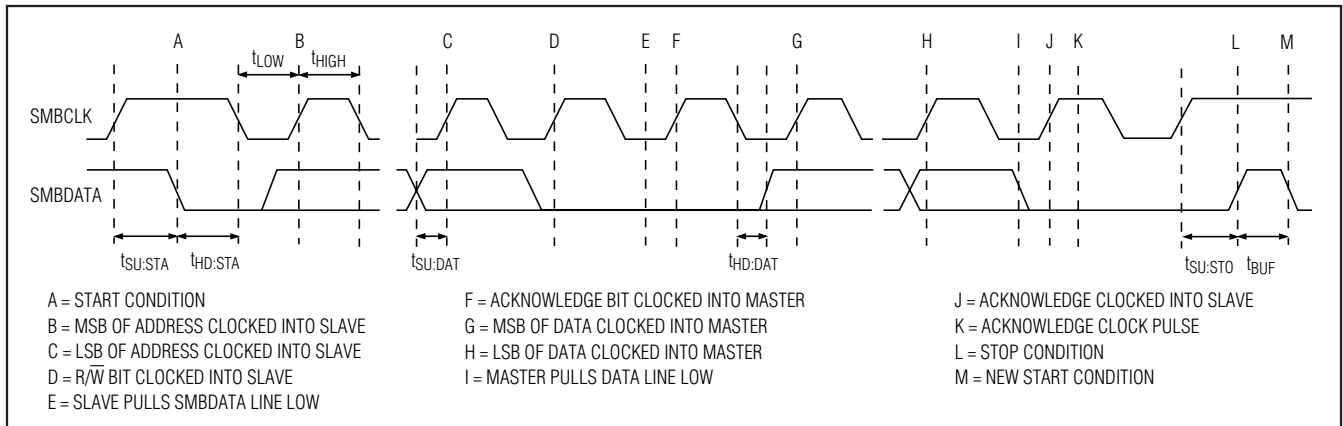 A B C D E F G H I J K L M
tLOW tHIGH
SMBCLK
SMBDATA
tSU:STA tHD:STA tSU:DAT tHD:DAT tSU:STO tBUF
A = START CONDITION
B = MSB OF ADDRESS CLOCKED INTO SLAVE
C = LSB OF ADDRESS CLOCKED INTO SLAVE
D = R/W̅ BIT CLOCKED INTO SLAVE
E = SLAVE PULLS SMBDATA LINE LOW
F = ACKNOWLEDGE BIT CLOCKED INTO MASTER
G = MSB OF DATA CLOCKED INTO MASTER
H = LSB OF DATA CLOCKED INTO MASTER
I = MASTER PULLS DATA LINE LOW
J = ACKNOWLEDGE CLOCKED INTO SLAVE
K = ACKNOWLEDGE CLOCK PULSE
L = STOP CONDITION
M = NEW START CONDITION